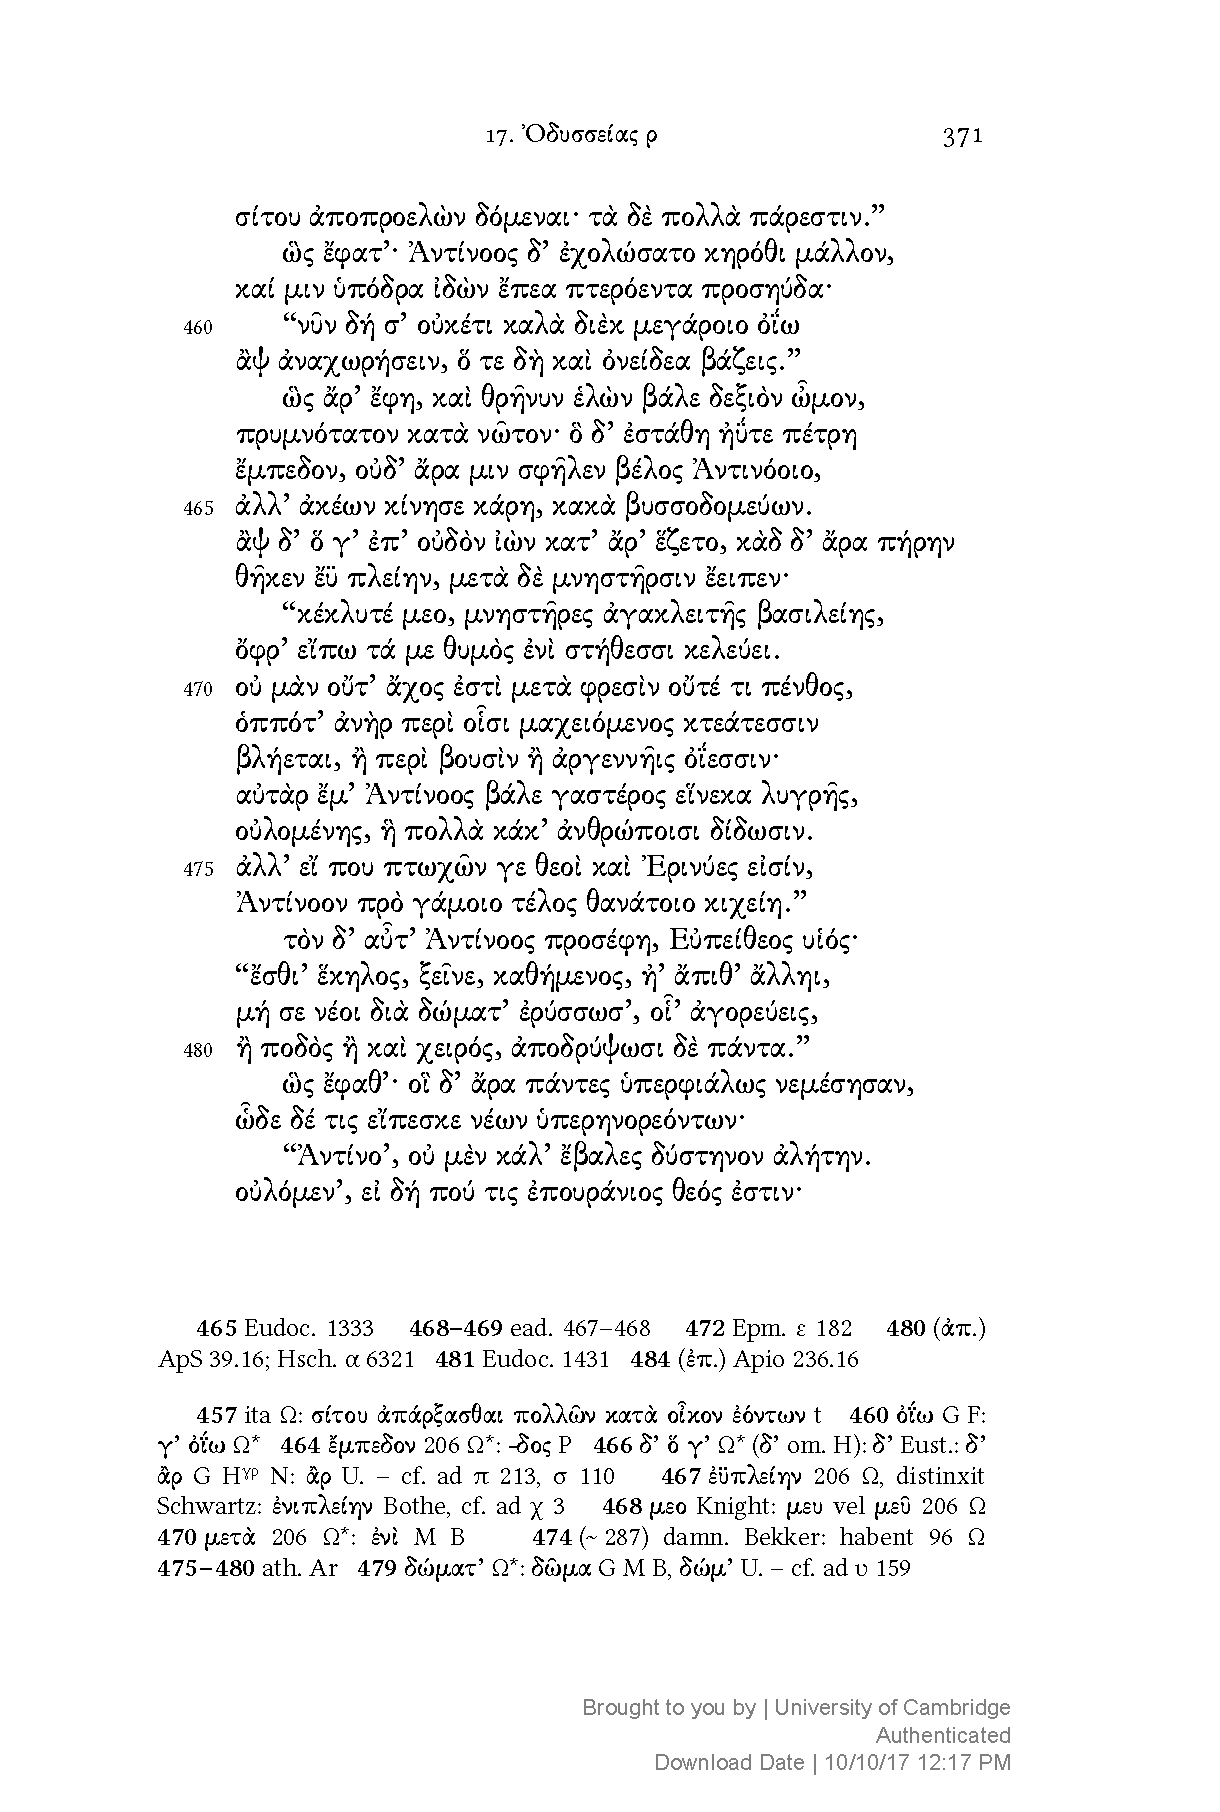 17. Ὀδυσσείας ρ 371
σίτου ἀποπροελὼν δόμεναι· τὰ δὲ πολλὰ πάρεστιν.”
ὣς ἔφατ’· Ἀντίνοος δ’ ἐχολώσατο κηρόθι μάλλον,
καί μιν ὑπόδρα ἰδὼν ἔπεα πτερόεντα προσηύδα·
460 “νῦν δή σ’ οὐκέτι καλὰ διὲκ μεγάροιο ὀΐω
ἂψ ἀναχωρήσειν, ὅ τε δὴ καὶ ὀνείδεα βάζεις.”
ὣς ἄρ’ ἔφη, καὶ θρῆνυν ἑλὼν βάλε δεξιὸν ὦμον,
πρυμνότατον κατὰ νῶτον· ὃ δ’ ἐστάθη ἠΰτε πέτρη
ἔμπεδον, οὐδ’ ἄρα μιν σφῆλεν βέλος Ἀντινόοιο,
465 ἀλλ’ ἀκέων κίνησε κάρη, κακὰ βυσσοδομεύων.
ἂψ δ’ ὅ γ’ ἐπ’ οὐδὸν ἰὼν κατ’ ἄρ’ ἕζετο, κὰδ δ’ ἄρα πήρην
θῆκεν ἔϋ πλείην, μετὰ δὲ μνηστῆρσιν ἔειπεν·
“κέκλυτέ μεο, μνηστῆρες ἀγακλειτῆς βασιλείης,
ὄφρ’ εἴπω τά με θυμὸς ἐνὶ στήθεσσι κελεύει.
470 οὐ μὰν οὔτ’ ἄχος ἐστὶ μετὰ φρεσὶν οὔτέ τι πένθος,
ὁππότ’ ἀνὴρ περὶ οἷσι μαχειόμενος κτεάτεσσιν
βλήεται, ἢ περὶ βουσὶν ἢ ἀργεννῆις ὀΐεσσιν·
αὐτὰρ ἔμ’ Ἀντίνοος βάλε γαστέρος εἵνεκα λυγρῆς,
οὐλομένης, ἣ πολλὰ κάκ’ ἀνθρώποισι δίδωσιν.
475 ἀλλ’ εἴ που πτωχῶν γε θεοὶ καὶ Ἐρινύες εἰσίν,
Ἀντίνοον πρὸ γάμοιο τέλος θανάτοιο κιχείη.”
τὸν δ’ αὖτ’ Ἀντίνοος προσέφη, Εὐπείθεος υἱός·
“ἔσθι’ ἕκηλος, ξεῖνε, καθήμενος, ἠ’ ἄπιθ’ ἄλληι,
μή σε νέοι διὰ δώματ’ ἐρύσσωσ’, οἷ’ ἀγορεύεις,
480 ἢ ποδὸς ἢ καὶ χειρός, ἀποδρύψωσι δὲ πάντα.”
ὣς ἔφαθ’· οἳ δ’ ἄρα πάντες ὑπερφιάλως νεμέσησαν,
ὧδε δέ τις εἴπεσκε νέων ὑπερηνορεόντων·
“Ἀντίνο’, οὐ μὲν κάλ’ ἔβαλες δύστηνον ἀλήτην.
οὐλόμεν’, εἰ δή πού τις ἐπουράνιος θεός ἐστιν·
465 Eudoc. 1333 468–469 ead. 467–468 472 Epm. ε 182 480 (ἀπ.)
ApS 39.16; Hsch. α 6321 481 Eudoc. 1431 484 (ἐπ.) Apio 236.16
457 ita Ω: σίτου ἀπάρξασθαι πολλῶν κατὰ οἶκον ἐόντων t 460 ὀΐω G F:
γ’ ὀΐω Ω* 464 ἔμπεδον 206 Ω*: -δος P 466 δ’ ὅ γ’ Ω* (δ’ om. H): δ’ Eust.: δ’
ἂρ G Hγρ N: ἂρ U. – cf. ad π 213, σ 110 467 ἐϋπλείην 206 Ω, distinxit
Schwartz: ἐνιπλείην Bothe, cf. ad χ 3 468 μεο Knight: μευ vel μεῦ 206 Ω
470 μετὰ 206 Ω*: ἐνὶ M B 474 (~ 287) damn. Bekker: habent 96 Ω
475–480 ath. Ar 479 δώματ’ Ω*: δῶμα G M B, δώμ’ U. – cf. ad υ 159
Brought to you by | University of Cambridge
Authenticated
Download Date | 10/10/17 12:17 PM